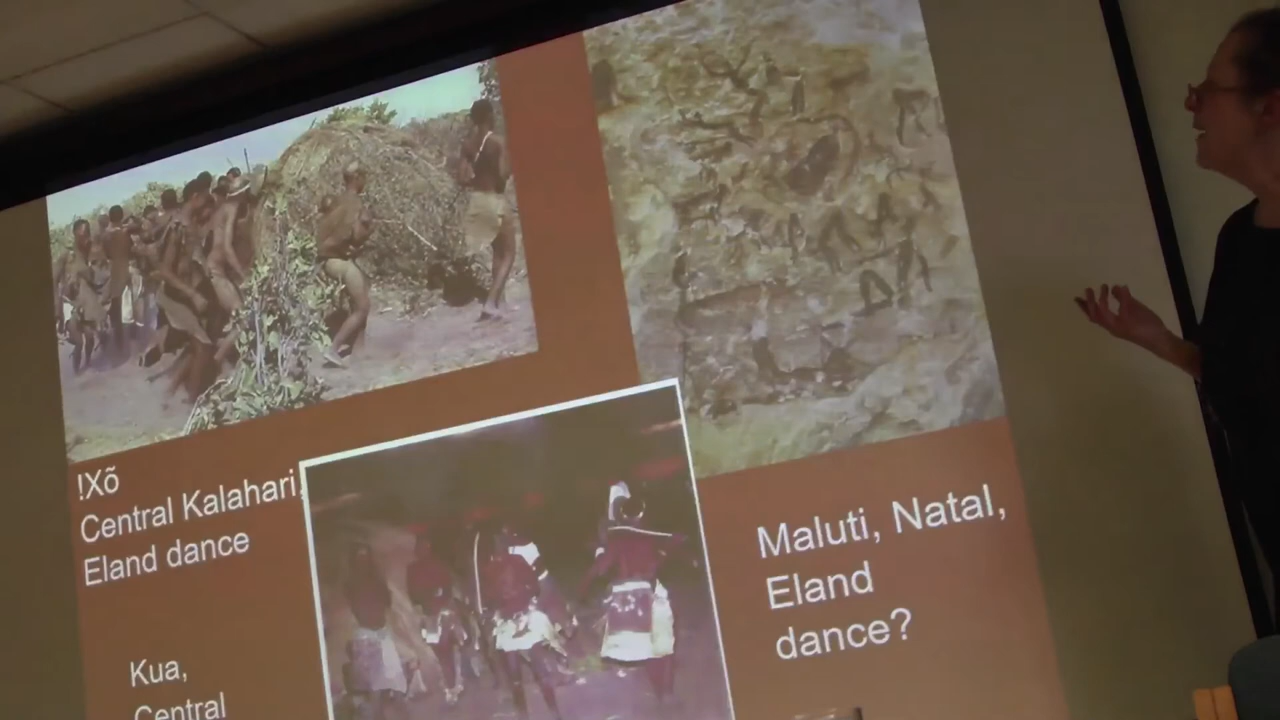 !Xõ
Central Kalahari,
Eland dance
Kua,
Central
Maluti, Natal,
Eland
dance?